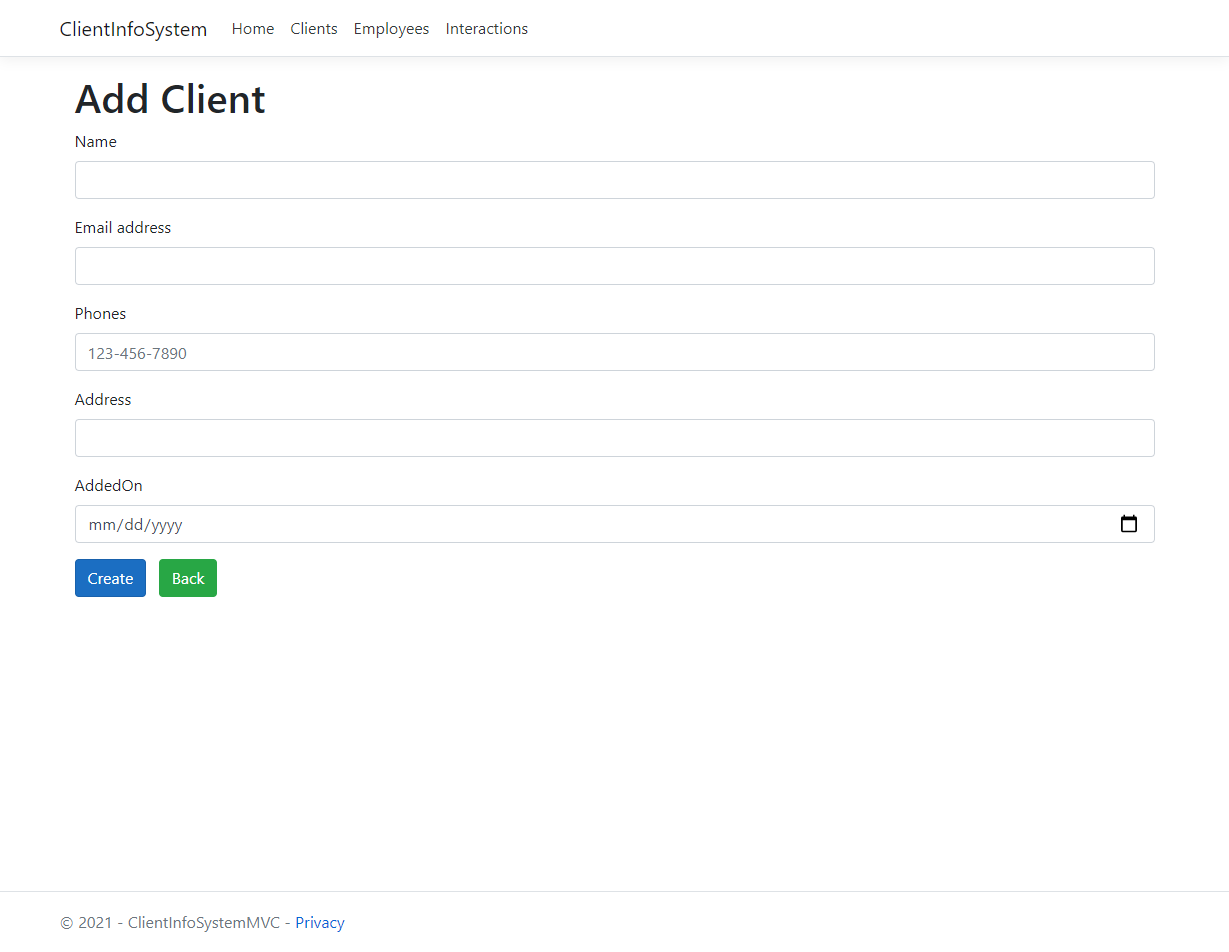 ClientInfoSystem Home Clients Employees Interactions
Add Client
Name
Email address
Phones
123-456-7890
Address
AddedOn
mm/dd/yyyy
Create Back
© 2021 - ClientInfoSystemMVC - Privacy